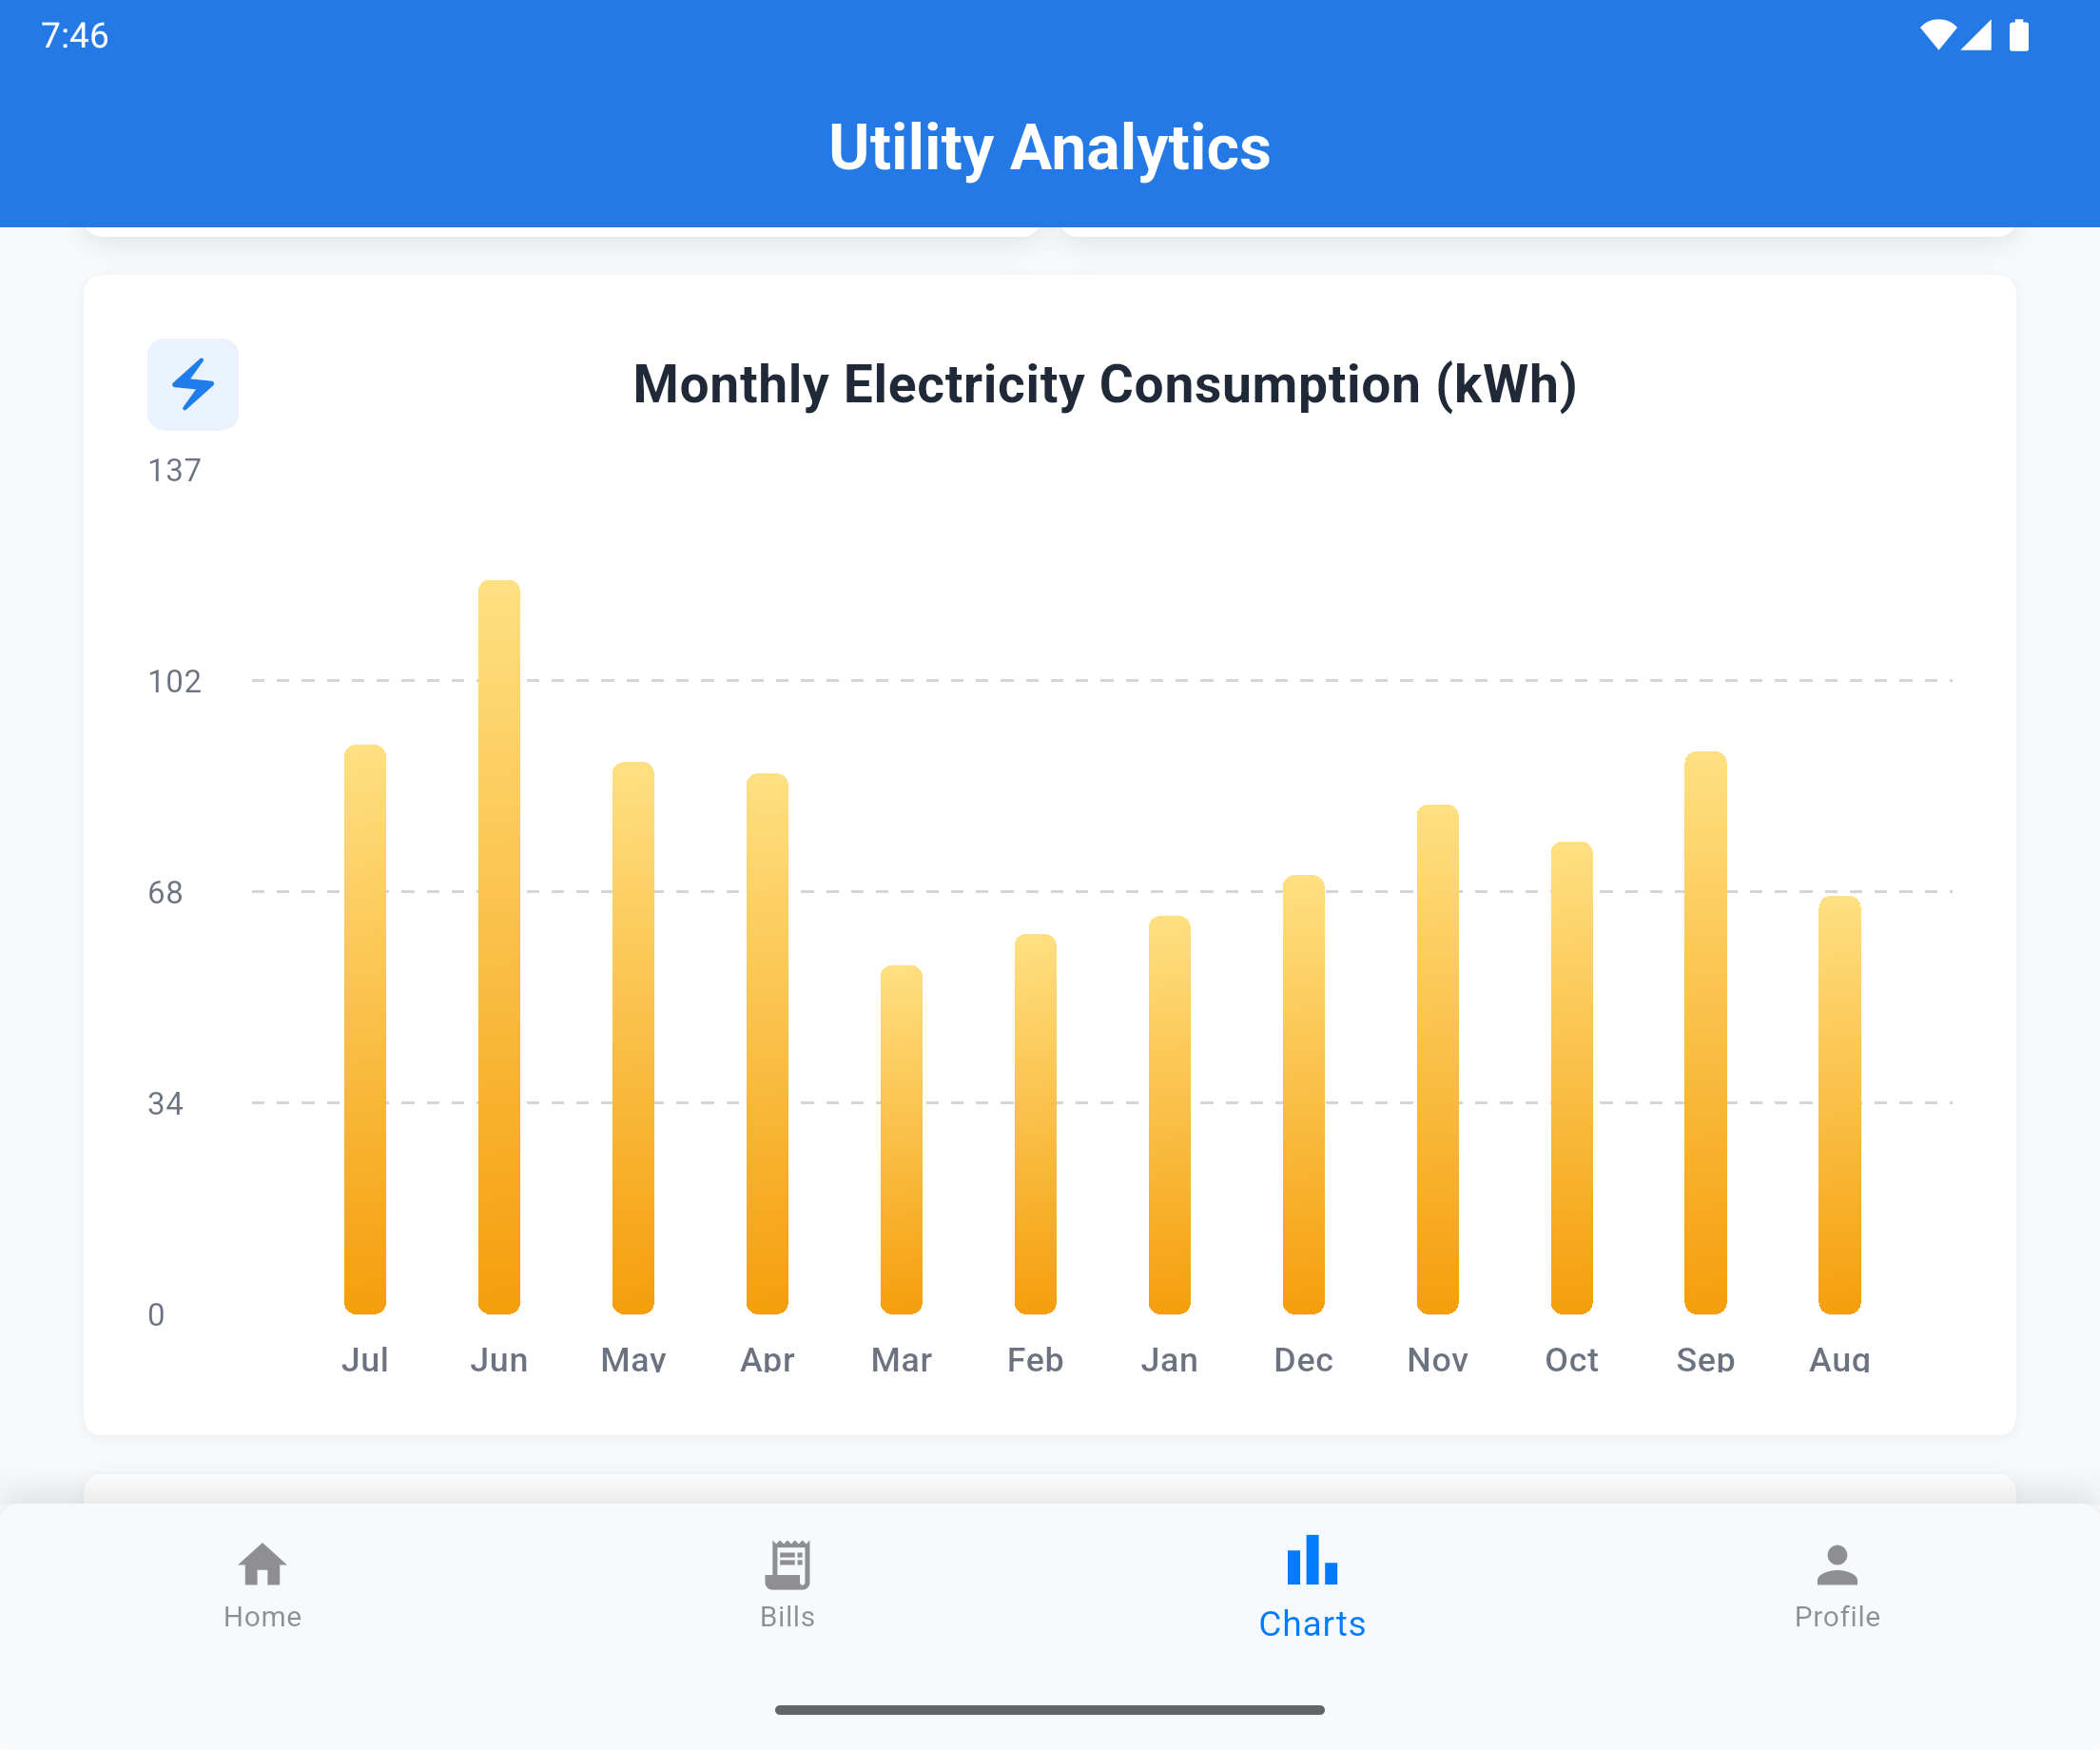 7:46
Utility Analytics
Monthly Electricity Consumption (kWh)
137
102
68
34
0
Jul Jun May Apr Mar Feb Jan Dec Nov Oct Sep Aug
Home Bills Charts Profile